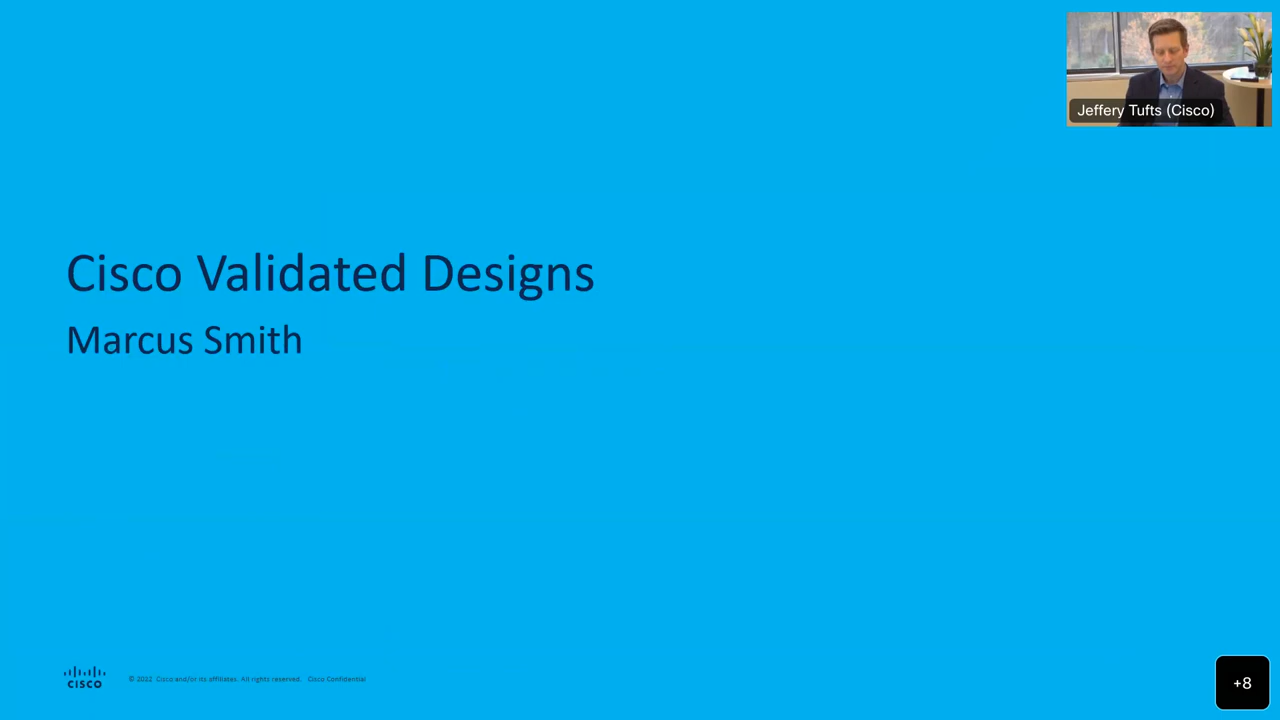 Jeffery Tufts (Cisco)
Cisco Validated Designs
Marcus Smith
CISCO
© 2022 Cisco and/or its affiliates. All rights reserved. Cisco Confidential
+8